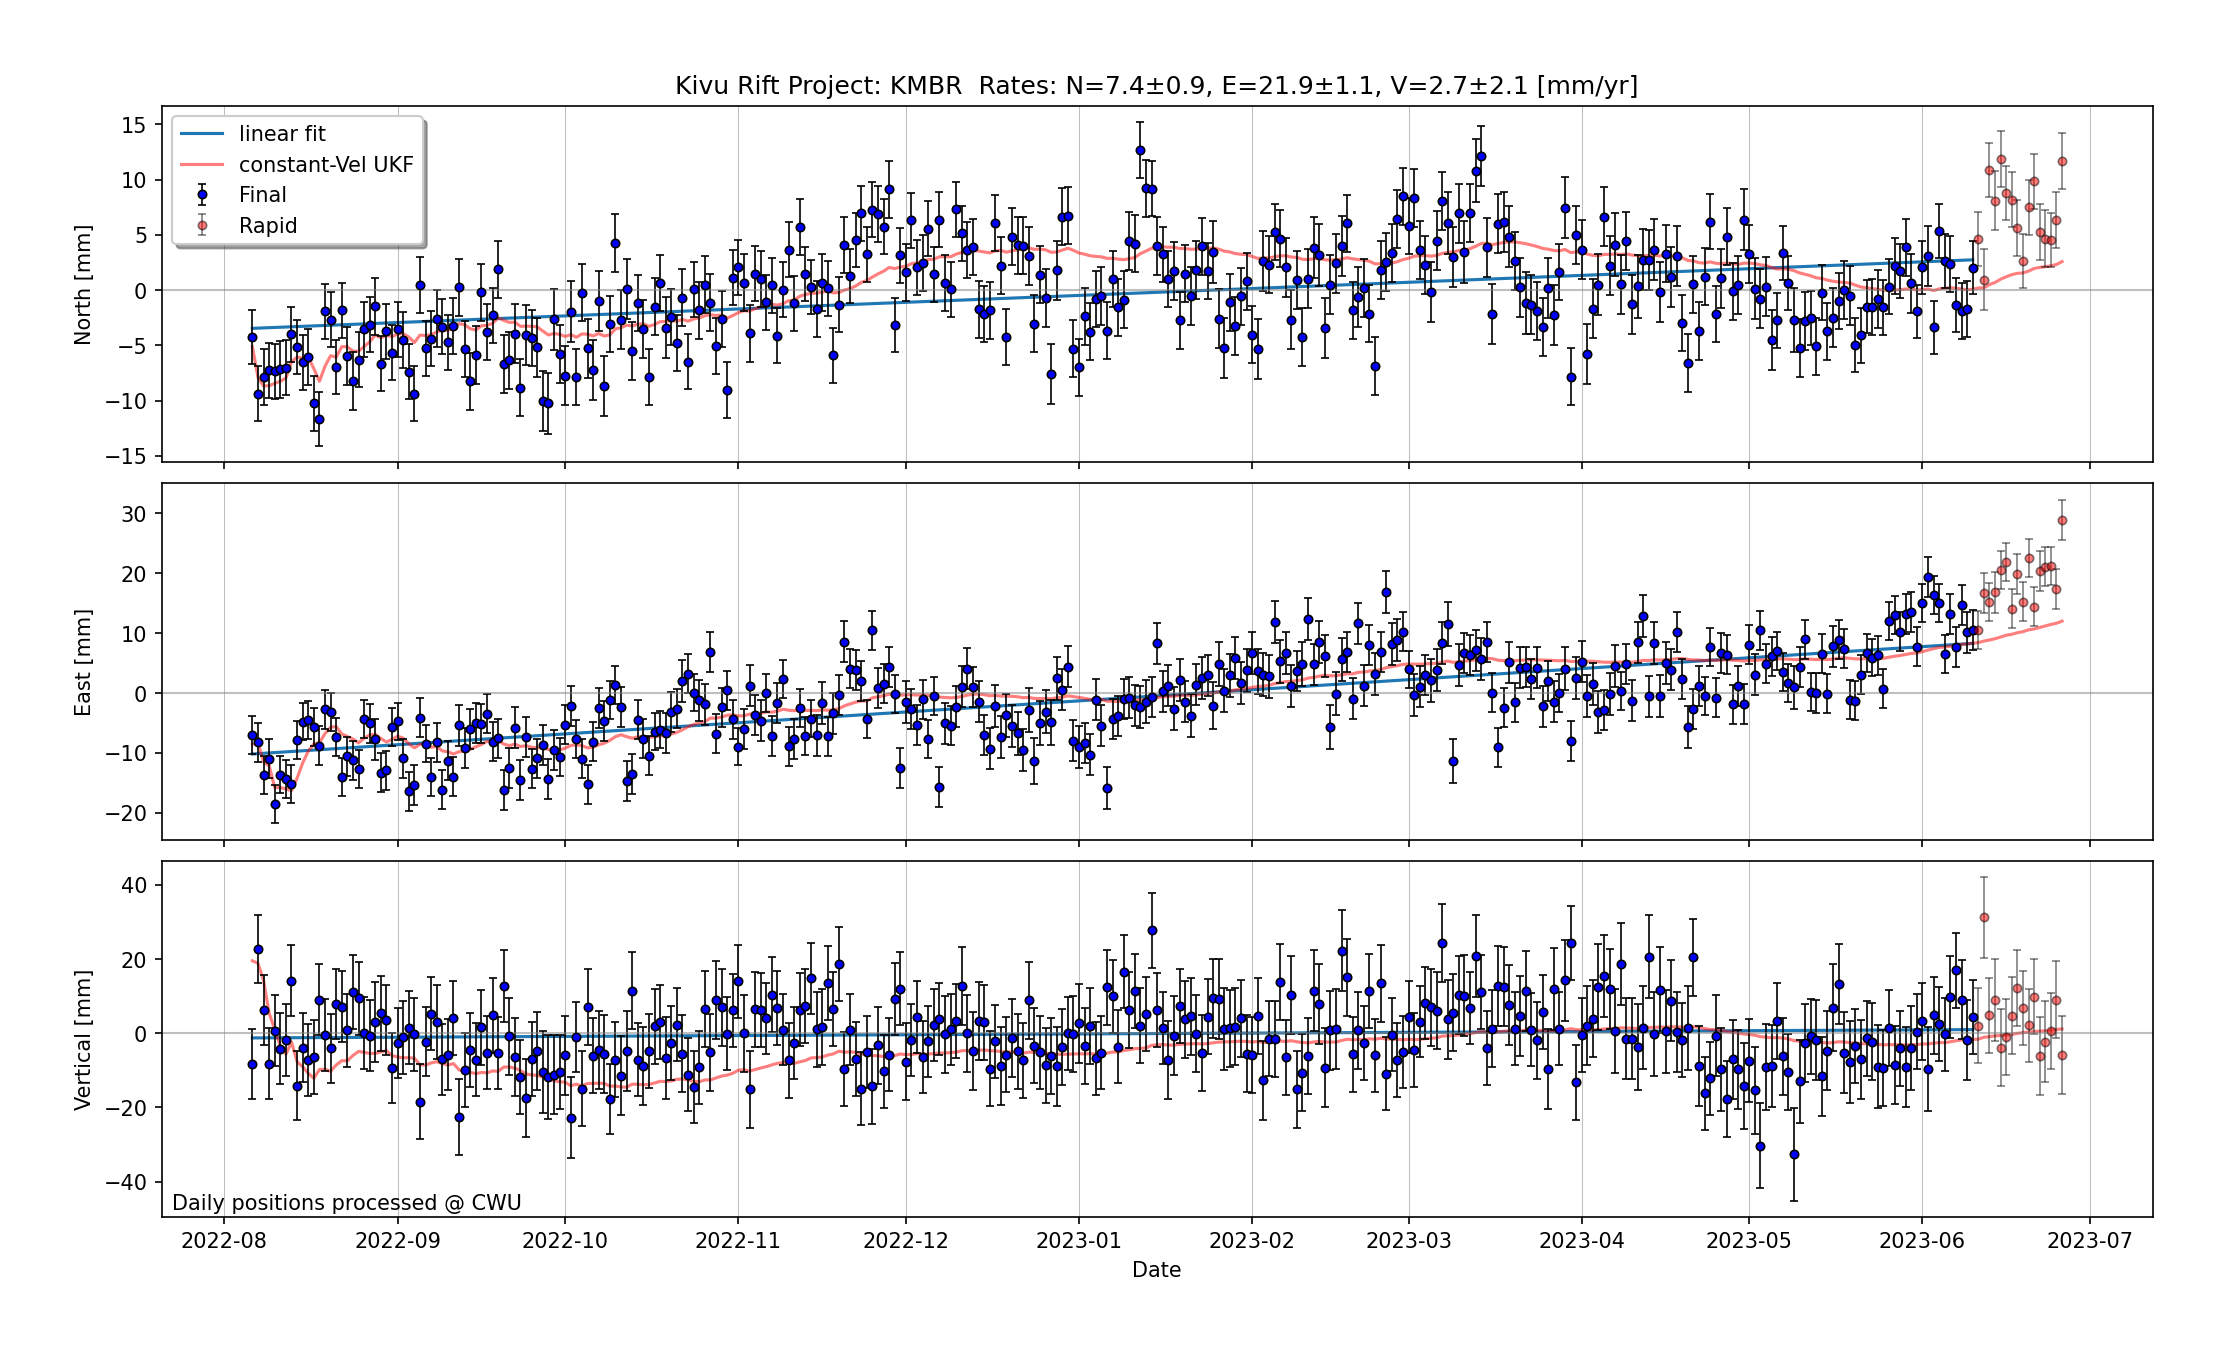 Kivu Rift Project: KMBR  Rates: N=7.4±0.9, E=21.9±1.1, V=2.7±2.1 [mm/yr]
linear fit
constant-Vel UKF
Final
Rapid
North [mm]
15
10
5
0
−5
−10
−15
East [mm]
30
20
10
0
−10
−20
Vertical [mm]
40
20
0
−20
−40
Daily positions processed @ CWU
2022-08 2022-09 2022-10 2022-11 2022-12 2023-01 2023-02 2023-03 2023-04 2023-05 2023-06 2023-07
Date